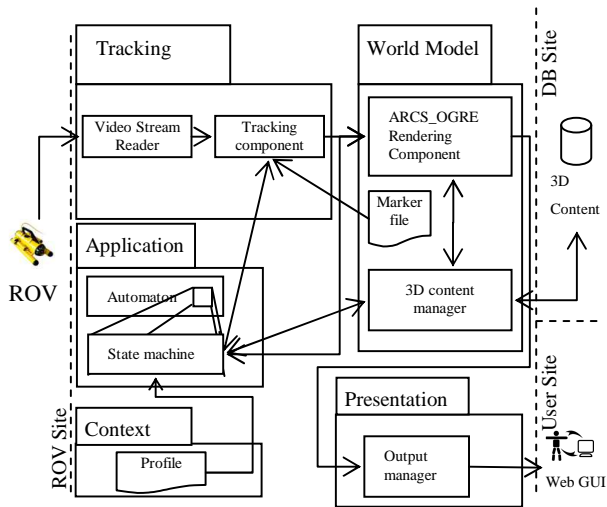 Tracking
World Model
DB Site
Video Stream
Reader
Tracking
component
ARCS_OGRE
Rendering
Component
3D
Content
Marker
file
ROV
Application
Automaton
State machine
3D content
manager
User Site
Presentation
Context
ROV Site
Profile
Output
manager
Web GUI